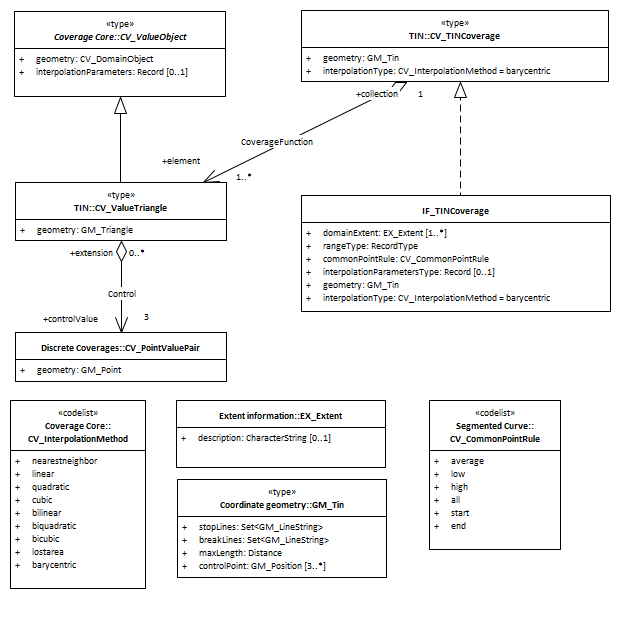 «type»
Coverage Core::CV_ValueObject
+ geometry: CV_DomainObject
+ interpolationParameters: Record [0..1]
«type»
TIN::CV_TINCoverage
+ geometry: GM_Tin
+ interpolationType: CV_InterpolationMethod = barycentric
+collection 1
CoverageFunction
+element
1..*
«type»
TIN::CV_ValueTriangle
+ geometry: GM_Triangle
IF_TINCoverage
+ domainExtent: EX_Extent [1..*]
+ rangeType: RecordType
+ commonPointRule: CV_CommonPointRule
+ interpolationParametersType: Record [0..1]
+ geometry: GM_Tin
+ interpolationType: CV_InterpolationMethod = barycentric
+extension 0..*
Control
+controlValue 3
Discrete Coverages::CV_PointValuePair
+ geometry: GM_Point
«codelist»
Coverage Core::
CV_InterpolationMethod
+ nearestneighbor
+ linear
+ quadratic
+ cubic
+ bilinear
+ biquadratic
+ bicubic
+ lostarea
+ barycentric
Extent information::EX_Extent
+ description: CharacterString [0..1]
«type»
Coordinate geometry::GM_Tin
+ stopLines: Set<GM_LineString>
+ breakLines: Set<GM_LineString>
+ maxLength: Distance
+ controlPoint: GM_Position [3..*]
«codelist»
Segmented Curve::
CV_CommonPointRule
+ average
+ low
+ high
+ all
+ start
+ end